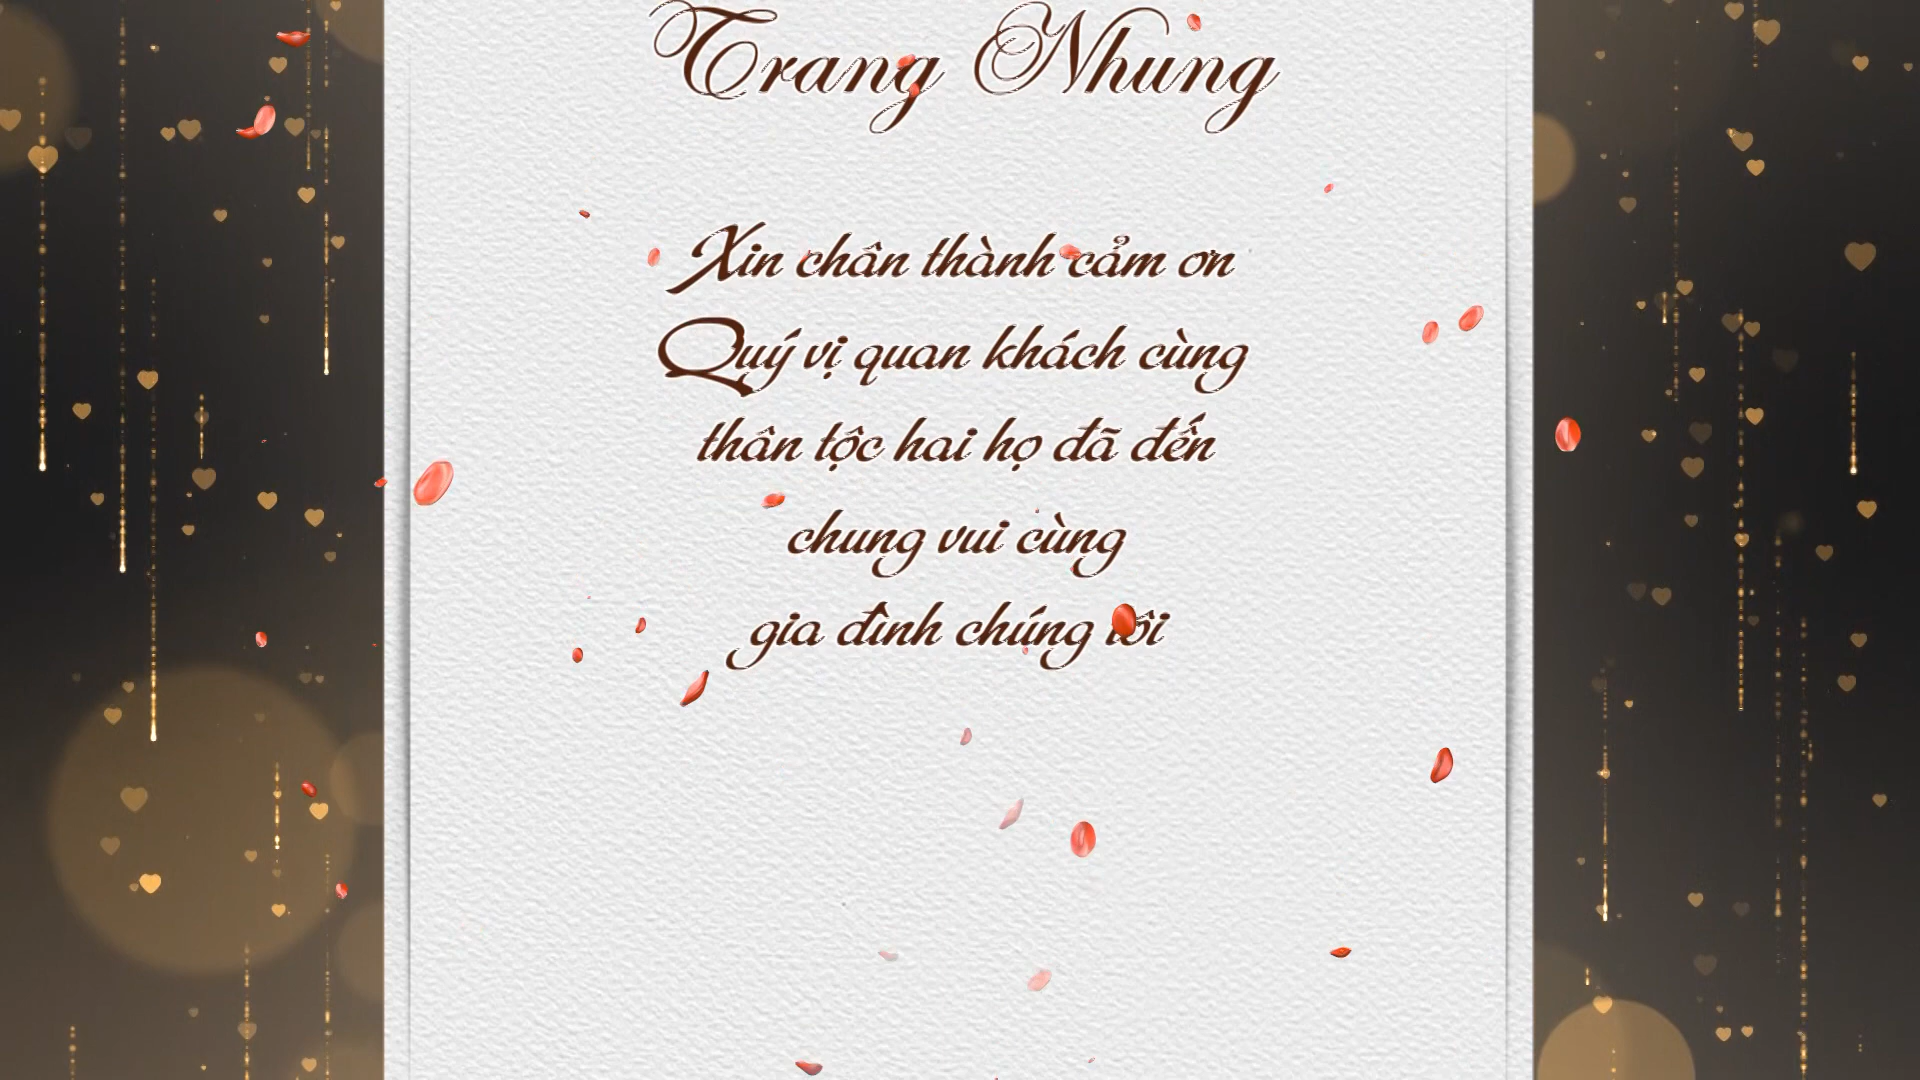 Trang Nhung
Xin chân thành cảm ơn
Quý vị quan khách cùng
thân tộc hai họ đã đến
chung vui cùng
gia đình chúng tôi